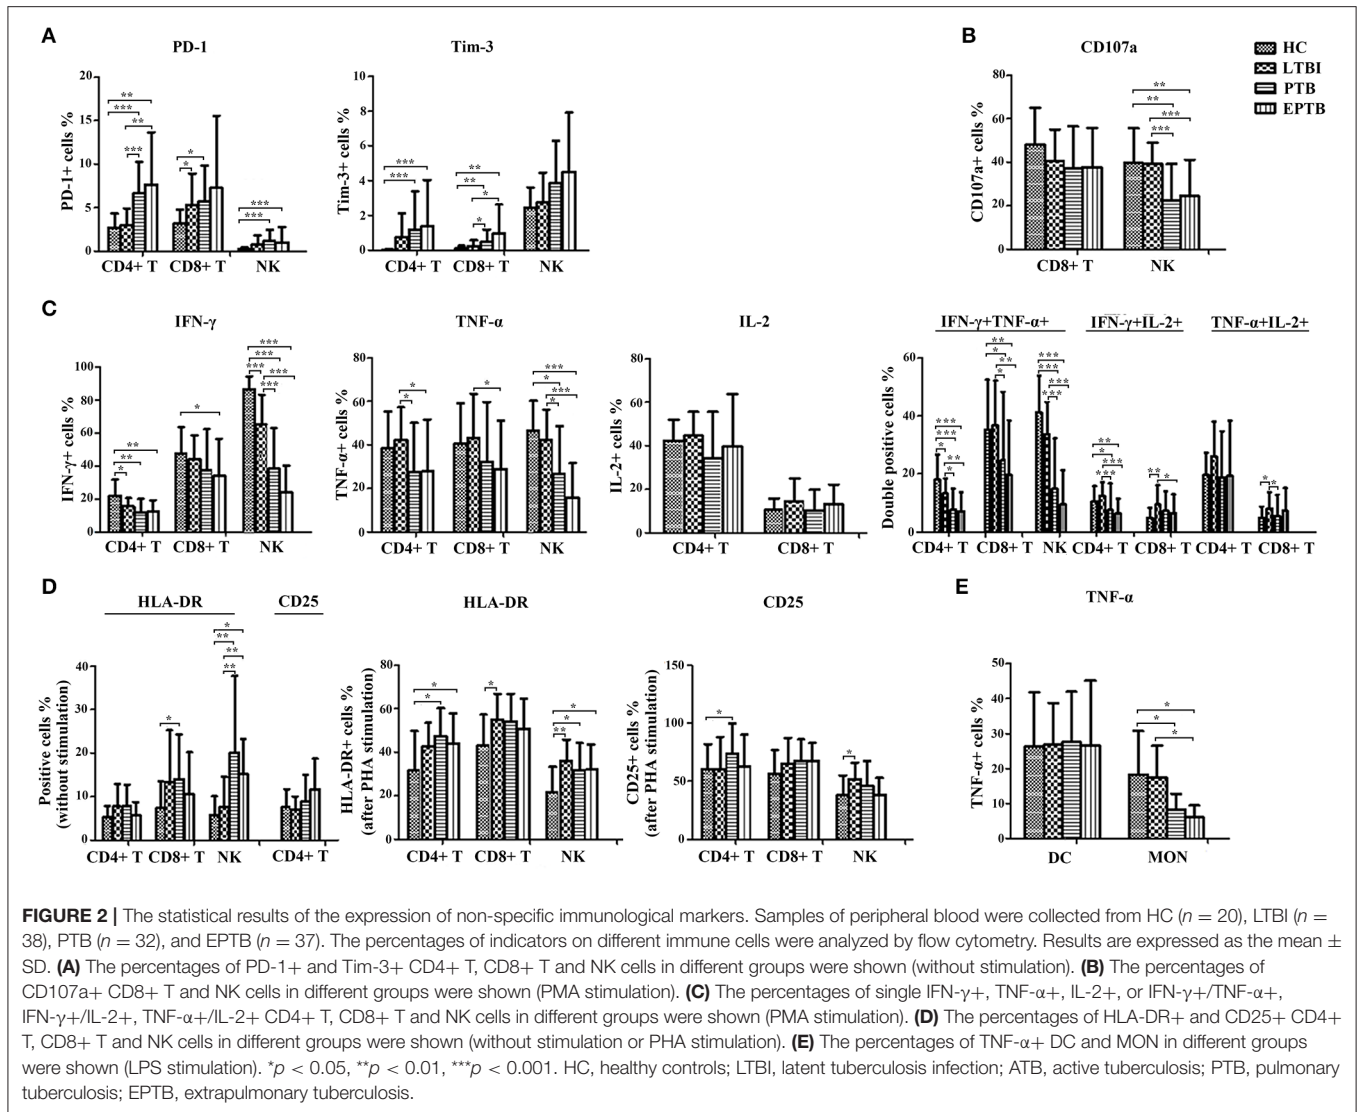 A
PD-1
Tim-3
B
CD107a
HC
LTBI
PTB
EPTB
PD-1+ cells %
20
15
10
5
0
** *** ** *** * * *** ***
CD4+ T CD8+ T NK
Tim-3+ cells %
10
8
6
4
2
0
*** *** ** ** * *
CD4+ T CD8+ T NK
CD107a+ cells %
80
60
40
20
0
** ** *** ***
CD8+ T NK
C
IFN-γ
TNF-α
IL-2
IFN-γ+TNF-α+
IFN-γ+IL-2+
TNF-α+IL-2+
IFN-γ+ cells %
100
80
60
40
20
0
** ** * * *** *** *** *** ***
CD4+ T CD8+ T NK
TNF-α+ cells %
80
60
40
20
0
* * * *** * *** *
CD4+ T CD8+ T NK
IL-2+ cells %
80
60
40
20
0
CD4+ T CD8+ T
Double positive cells %
60
40
20
0
*** *** * ** * ** * ** * *** *** *** *** ** * *** *** ** * * *
CD4+ T CD8+ T NK CD4+ T CD8+ T CD4+ T CD8+ T
D
HLA-DR
CD25
HLA-DR
CD25
E
TNF-α
Positive cells %
(without stimulation)
40
30
20
10
0
* * ** ** **
CD4+ T CD8+ T NK CD4+ T
HLA-DR+ cells %
(after PHA stimulation)
80
60
40
20
0
* * * * * **
CD4+ T CD8+ T NK
CD25+ cells %
(after PHA stimulation)
150
100
50
0
* *
CD4+ T CD8+ T NK
TNF-α+ cells %
50
40
30
20
10
0
* * *
DC MON
FIGURE 2 | The statistical results of the expression of non-specific immunological markers. Samples of peripheral blood were collected from HC (n = 20), LTBI (n =
38), PTB (n = 32), and EPTB (n = 37). The percentages of indicators on different immune cells were analyzed by flow cytometry. Results are expressed as the mean ±
SD. (A) The percentages of PD-1+ and Tim-3+ CD4+ T, CD8+ T and NK cells in different groups were shown (without stimulation). (B) The percentages of
CD107a+ CD8+ T and NK cells in different groups were shown (PMA stimulation). (C) The percentages of single IFN-γ+, TNF-α+, IL-2+, or IFN-γ+/TNF-α+,
IFN-γ+/IL-2+, TNF-α+/IL-2+ CD4+ T, CD8+ T and NK cells in different groups were shown (PMA stimulation). (D) The percentages of HLA-DR+ and CD25+ CD4+
T, CD8+ T and NK cells in different groups were shown (without stimulation or PHA stimulation). (E) The percentages of TNF-α+ DC and MON in different groups
were shown (LPS stimulation). *p < 0.05, **p < 0.01, ***p < 0.001. HC, healthy controls; LTBI, latent tuberculosis infection; ATB, active tuberculosis; PTB, pulmonary
tuberculosis; EPTB, extrapulmonary tuberculosis.